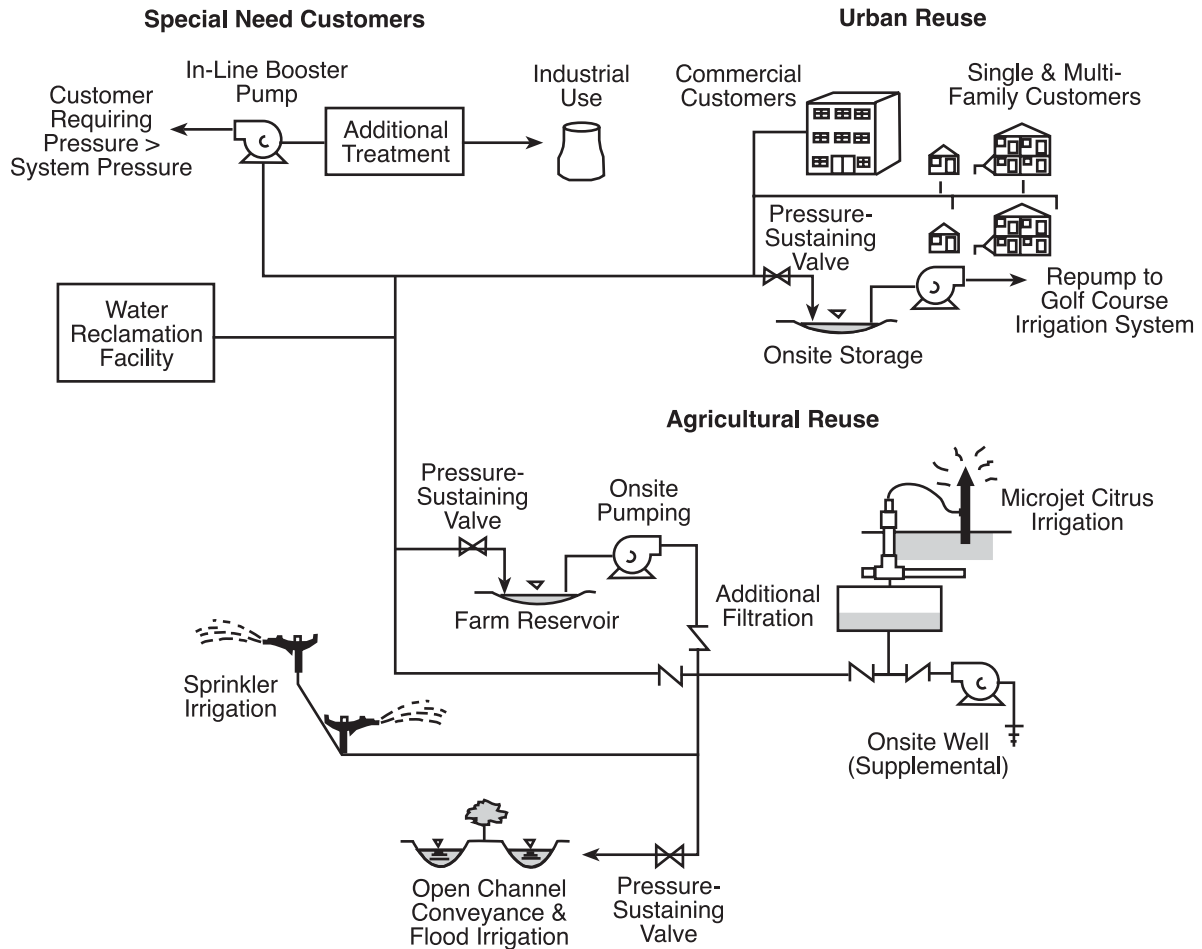 Special Need Customers
In-Line Booster
Pump
Customer
Requiring
Pressure >
System Pressure
Additional
Treatment
Industrial
Use
Urban Reuse
Commercial
Customers
Single & Multi-
Family Customers
Pressure-
Sustaining
Valve
Repump to
Golf Course
Irrigation System
Onsite Storage
Water
Reclamation
Facility
Agricultural Reuse
Pressure-
Sustaining
Valve
Onsite
Pumping
Farm Reservoir
Microjet Citrus
Irrigation
Additional
Filtration
Sprinkler
Irrigation
Onsite Well
(Supplemental)
Open Channel
Conveyance &
Flood Irrigation
Pressure-
Sustaining
Valve